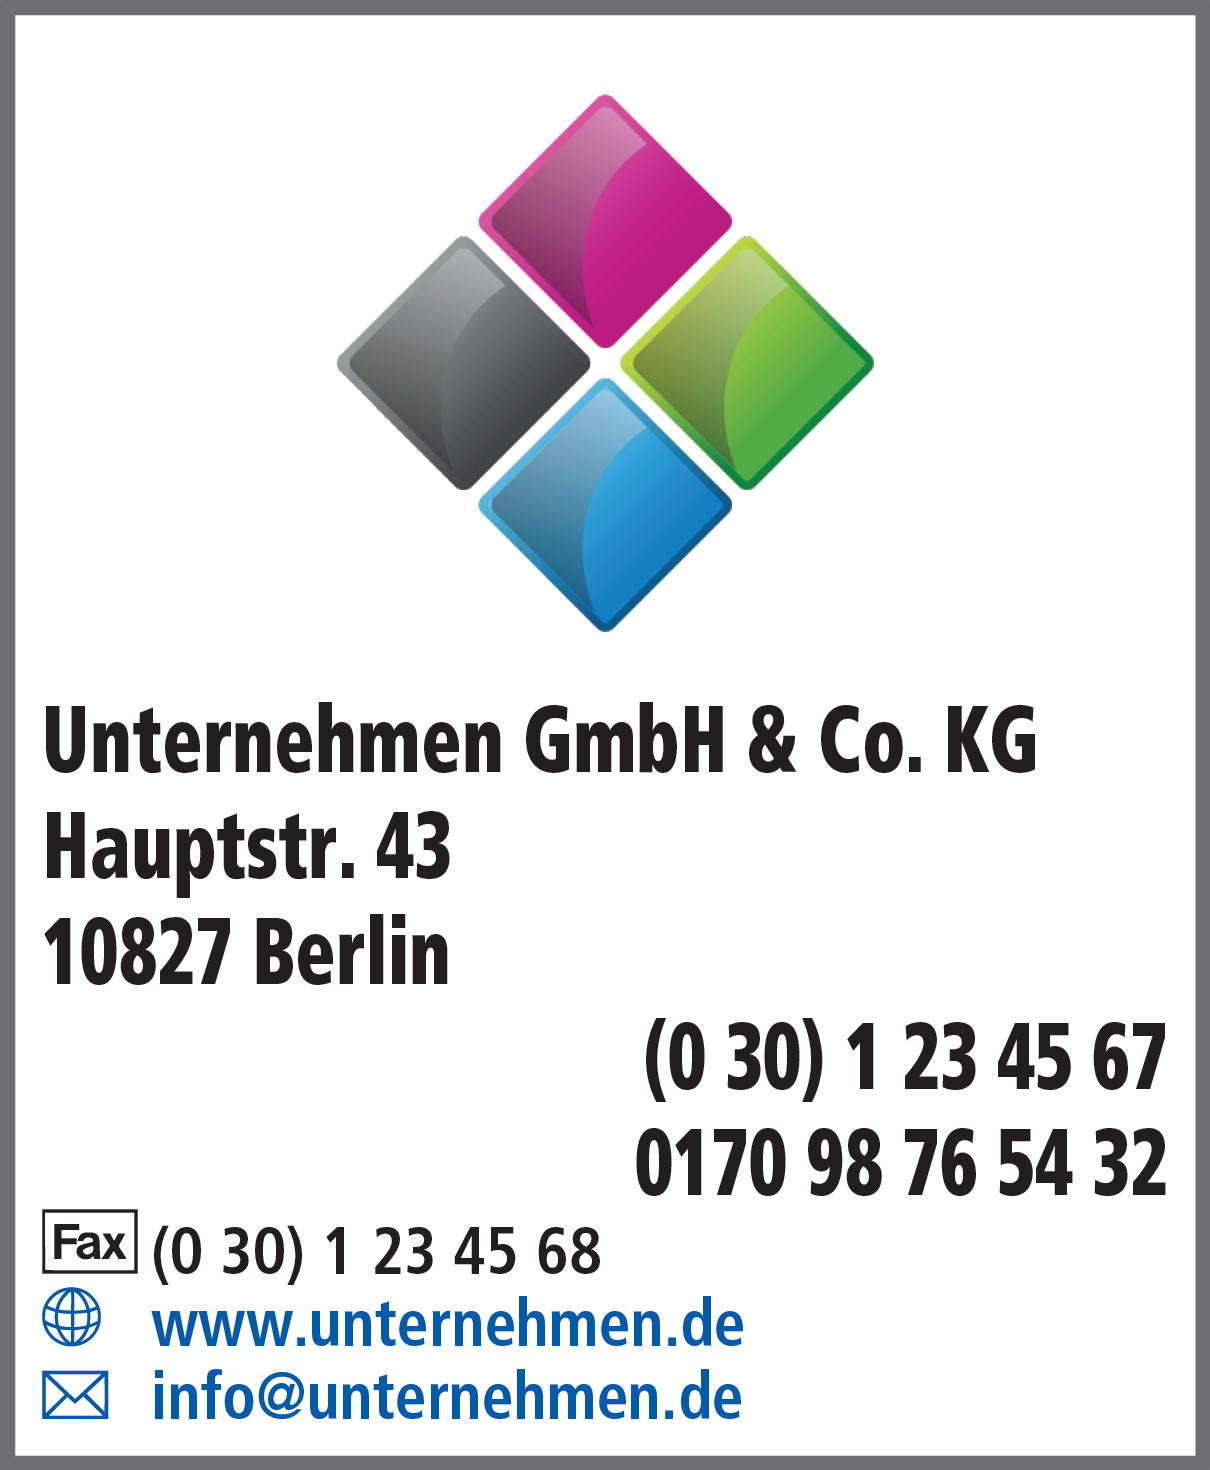 Unternehmen GmbH & Co. KG
Hauptstr. 43
10827 Berlin
(0 30) 1 23 45 67
0170 98 76 54 32
Fax (0 30) 1 23 45 68
www.unternehmen.de
info@unternehmen.de